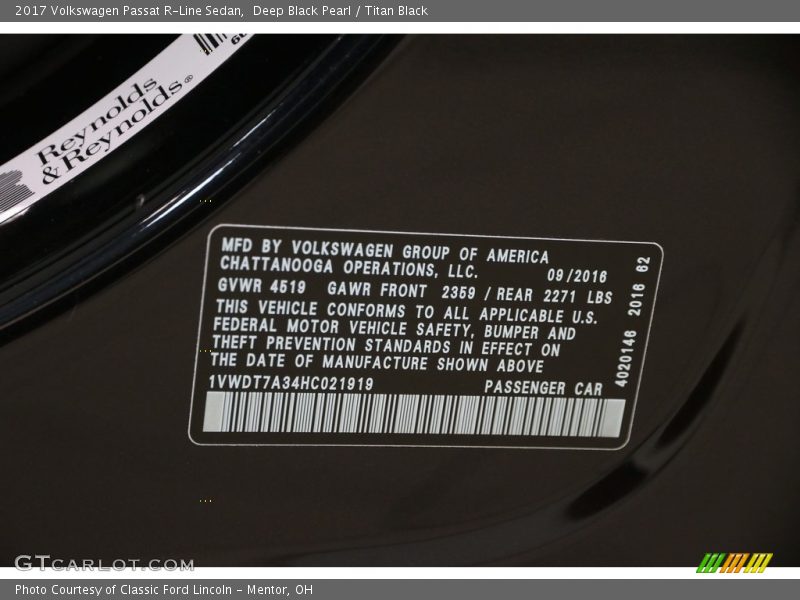 2017 Volkswagen Passat R-Line Sedan, Deep Black Pearl / Titan Black
Reynolds
&Reynolds®
MFD BY VOLKSWAGEN GROUP OF AMERICA
CHATTANOOGA OPERATIONS, LLC. 09/2016
GVWR 4519 GAWR FRONT 2359 / REAR 2271 LBS
THIS VEHICLE CONFORMS TO ALL APPLICABLE U.S.
FEDERAL MOTOR VEHICLE SAFETY, BUMPER AND
THEFT PREVENTION STANDARDS IN EFFECT ON
THE DATE OF MANUFACTURE SHOWN ABOVE
1VWDT7A34HC021919 PASSENGER CAR
4020146 2016 62
GTCARLOT.COM
Photo Courtesy of Classic Ford Lincoln - Mentor, OH